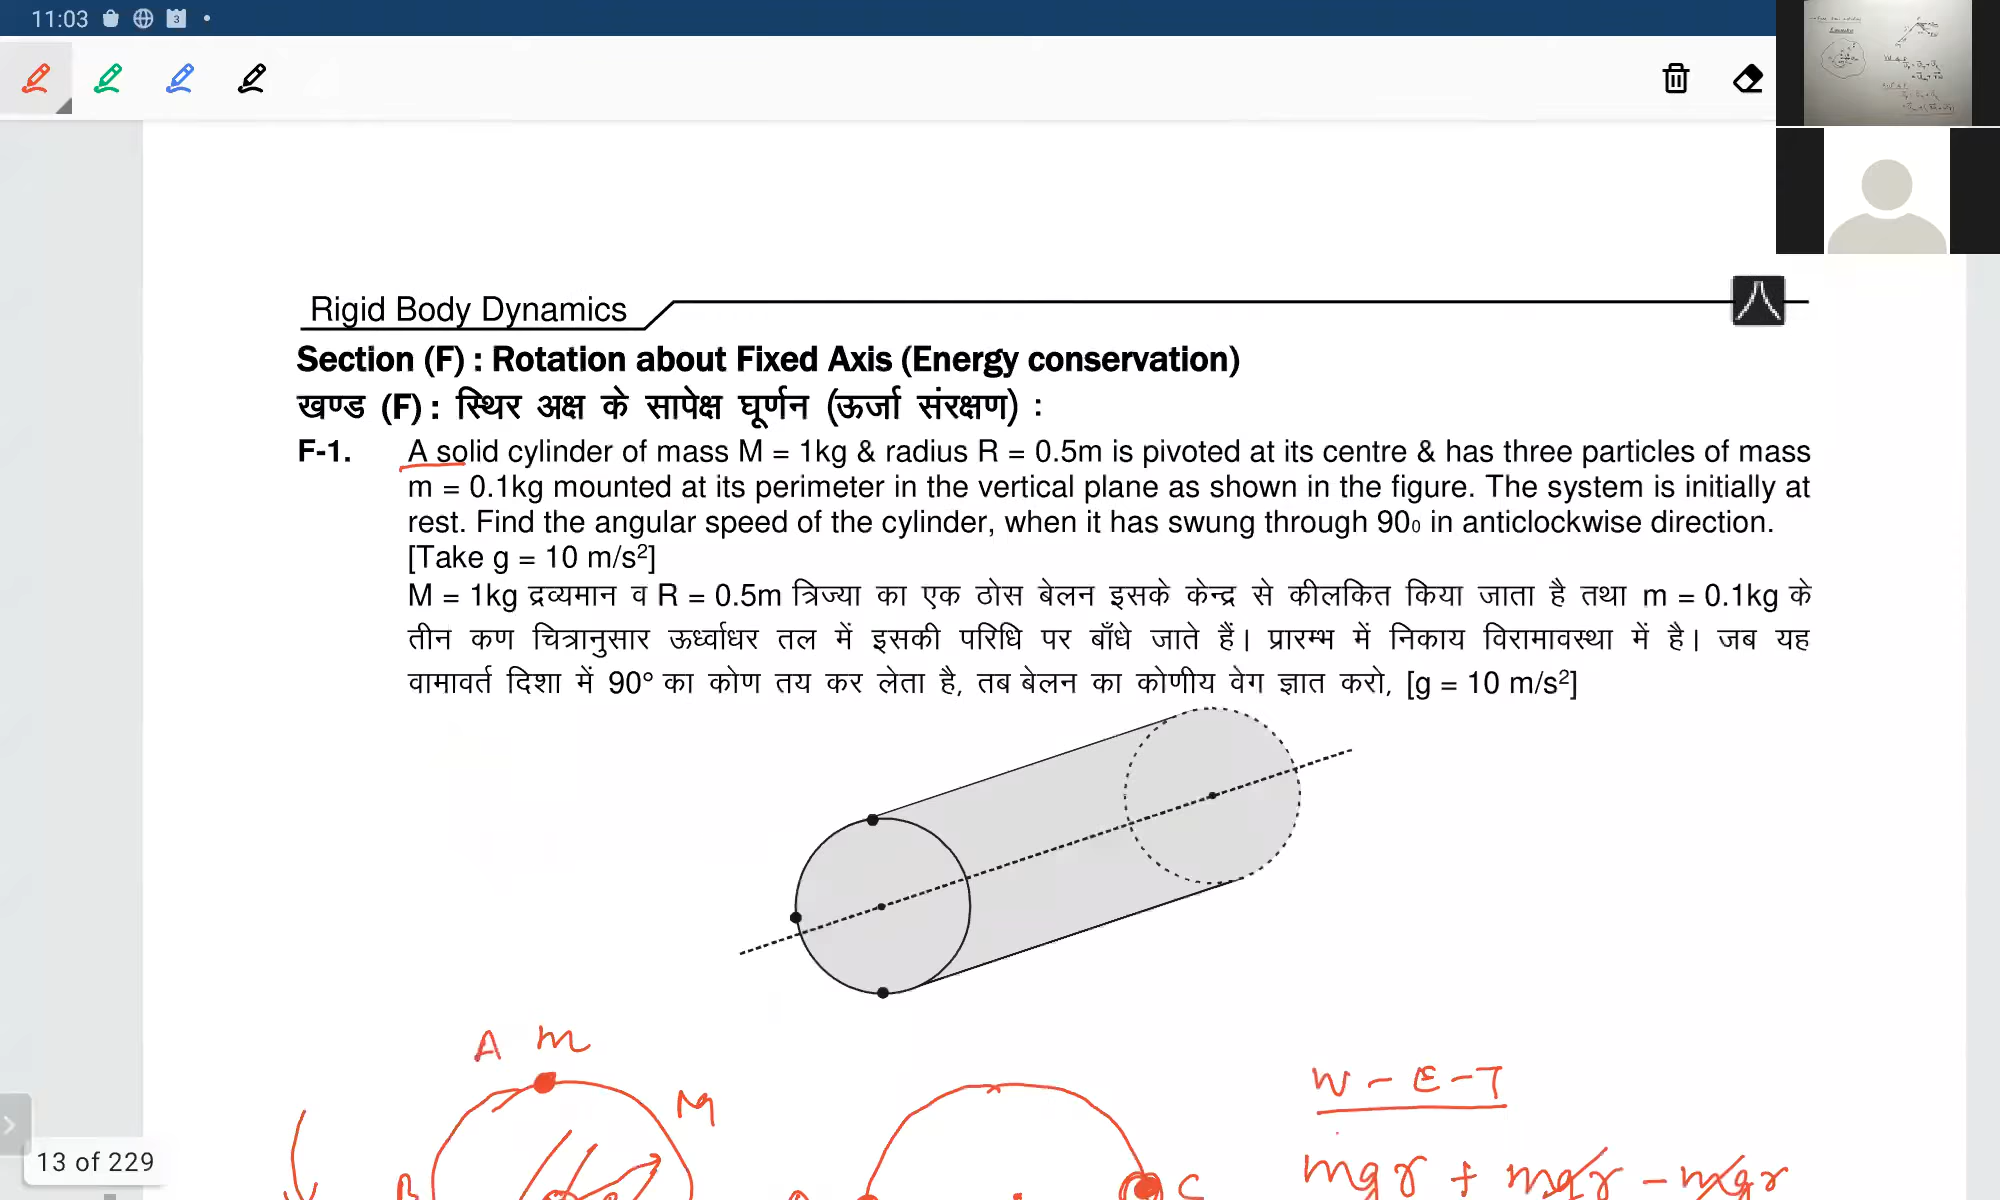 11:03 3
Rigid Body Dynamics
Section (F) : Rotation about Fixed Axis (Energy conservation)
खण्ड (F) : स्थिर अक्ष के सापेक्ष घूर्णन (ऊर्जा संरक्षण) :
F-1. A solid cylinder of mass M = 1kg & radius R = 0.5m is pivoted at its centre & has three particles of mass
m = 0.1kg mounted at its perimeter in the vertical plane as shown in the figure. The system is initially at
rest. Find the angular speed of the cylinder, when it has swung through 90⁰ in anticlockwise direction.
[Take g = 10 m/s²]
M = 1kg द्रव्यमान व R = 0.5m त्रिज्या का एक ठोस बेलन इसके केन्द्र से कीलकित किया जाता है तथा m = 0.1kg के
तीन कण चित्रानुसार ऊर्ध्वाधर तल में इसकी परिधि पर बाँधे जाते हैं। प्रारम्भ में निकाय विरामावस्था में है। जब यह
वामावर्त दिशा में 90° का कोण तय कर लेता है, तब बेलन का कोणीय वेग ज्ञात करो, [g = 10 m/s²]
A m
W - E - T
M
13 of 229
B
C
mgr + mgr - mgr